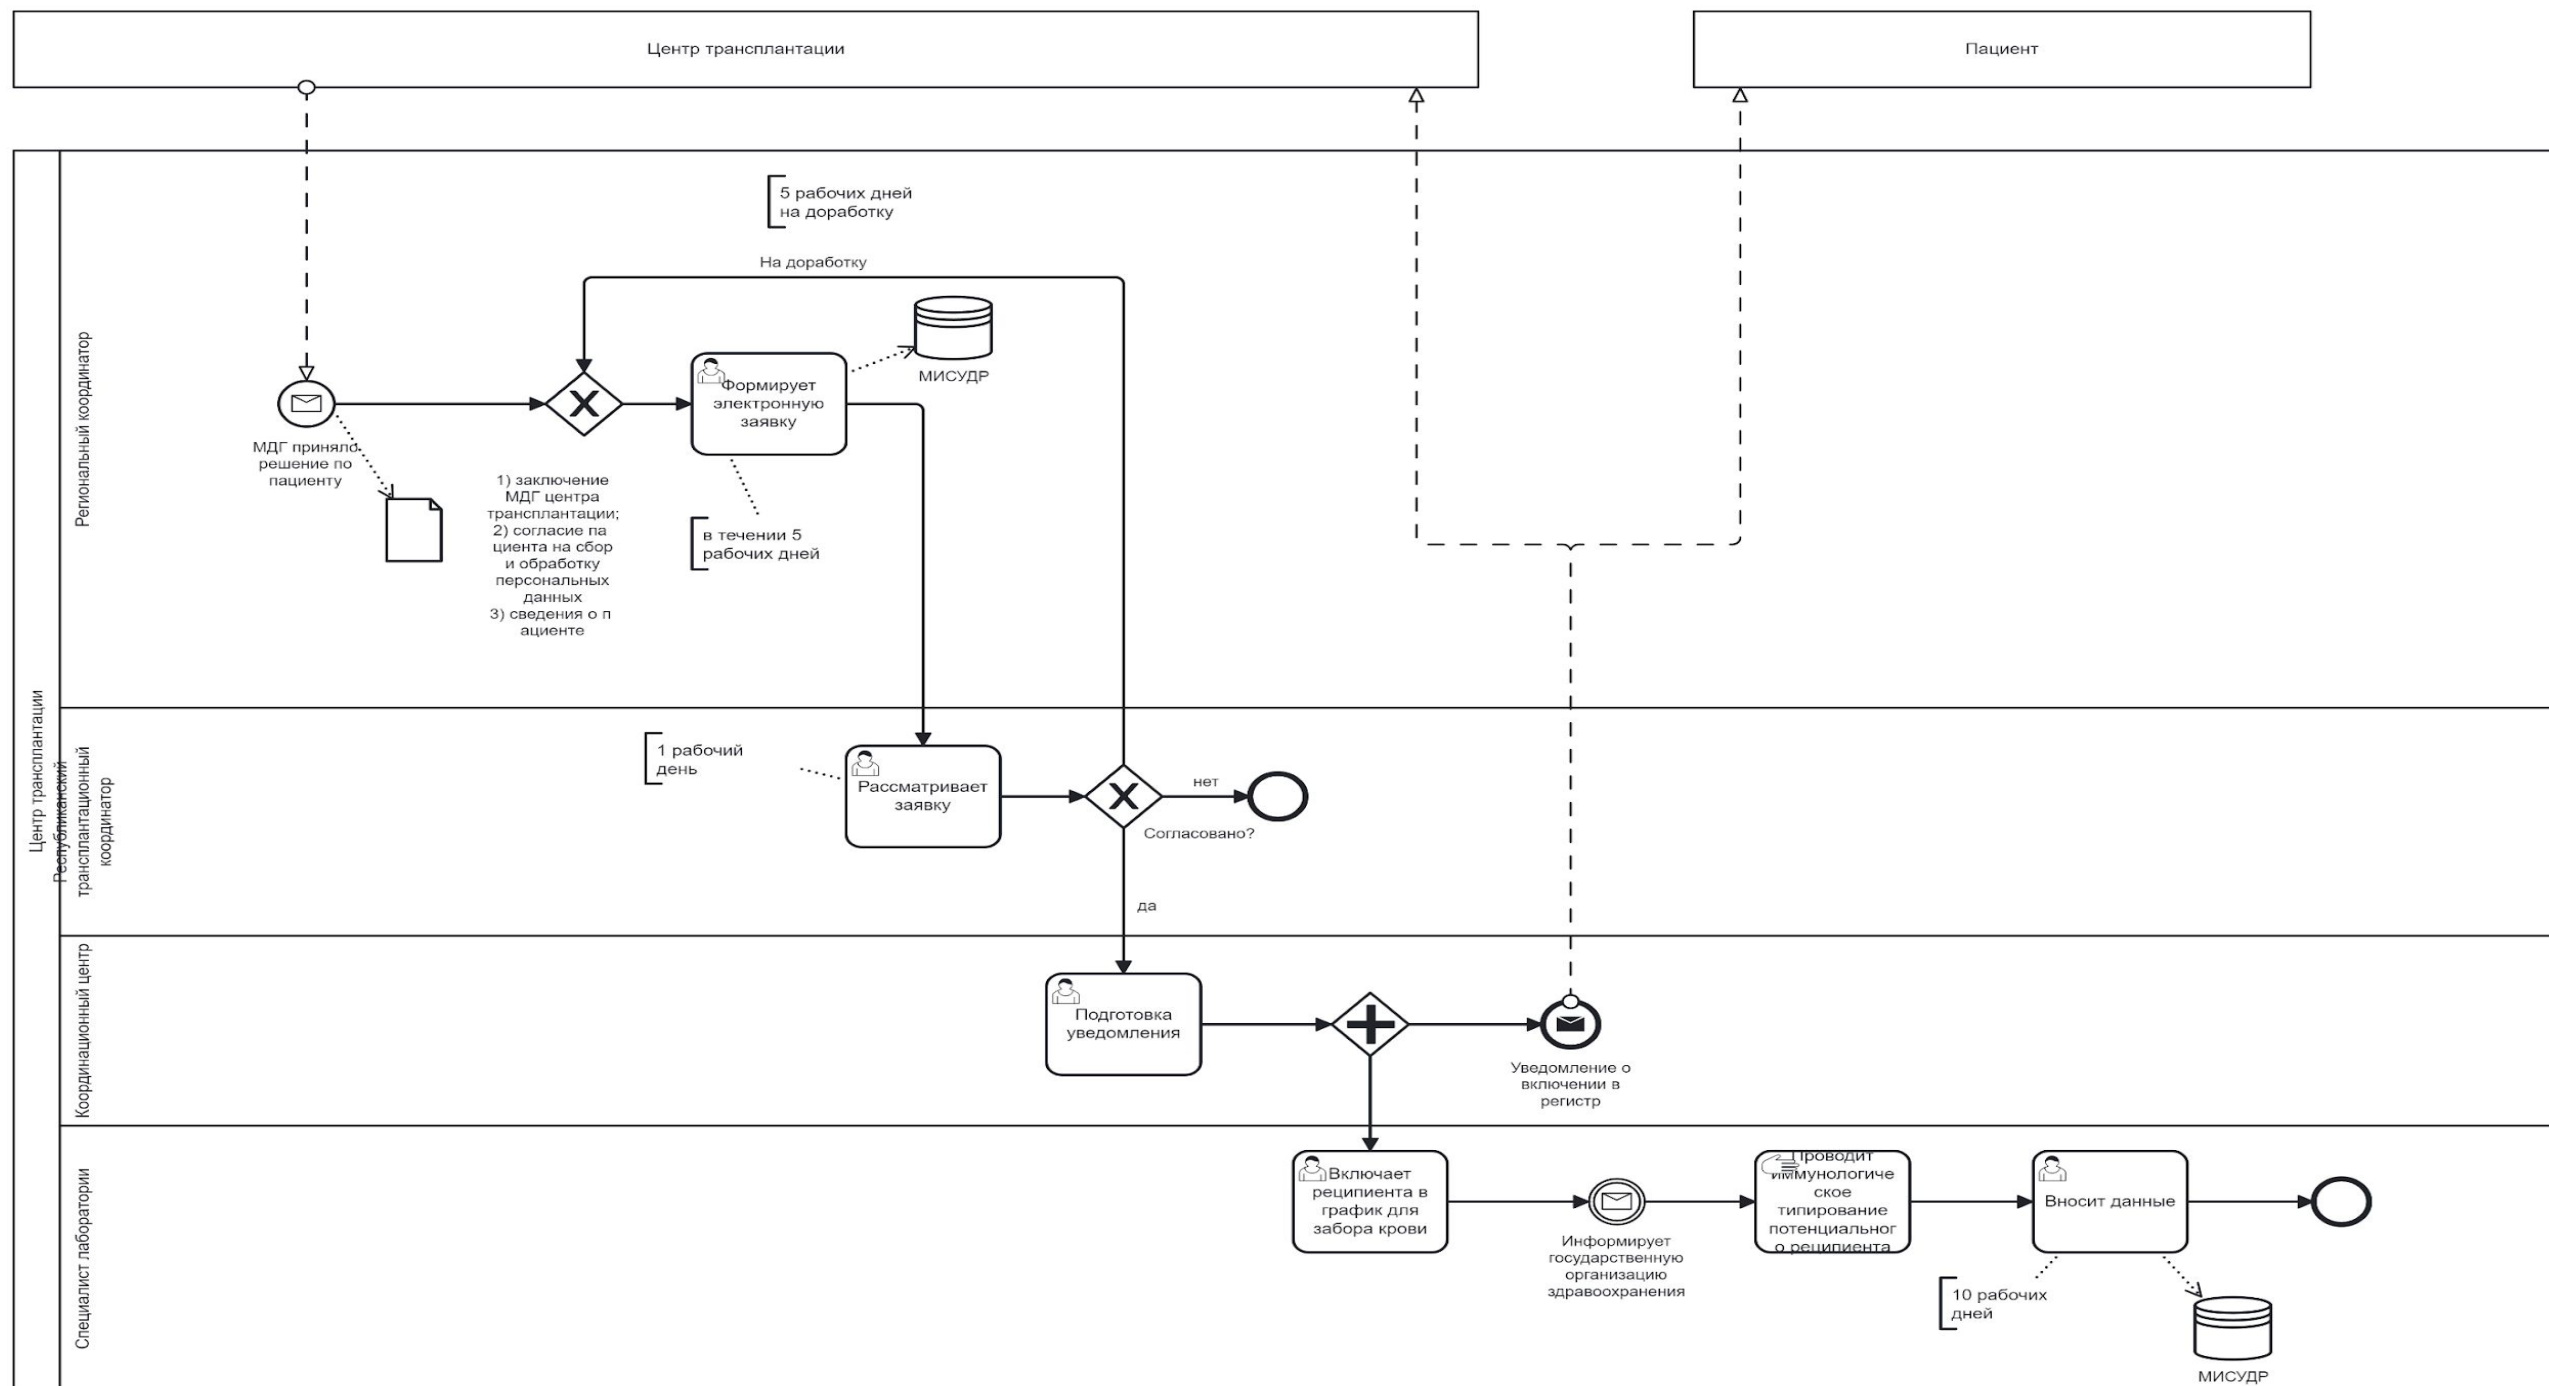 Центр трансплантации
Пациент
5 рабочих дней
на доработку
На доработку
МИСУДР
Формирует
электронную
заявку
МДГ приняло
решение по
пациенту
1) заключение
МДГ центра
трансплантации;
2) согласие па
циента на сбор
и обработку
персональных
данных
3) сведения о п
ациенте
в течении 5
рабочих дней
Региональный координатор
Центр трансплантации
Республиканский
трансплантационный
координатор
1 рабочий
день
Рассматривает
заявку
нет
Согласовано?
да
Координационный центр
Подготовка
уведомления
Уведомление о
включении в
регистр
Специалист лаборатории
Включает
реципиента в
график для
забора крови
Информирует
государственную
организацию
здравоохранения
Проводит
иммунологиче
ское
типирование
потенциальног
о реципиента
Вносит данные
10 рабочих
дней
МИСУДР